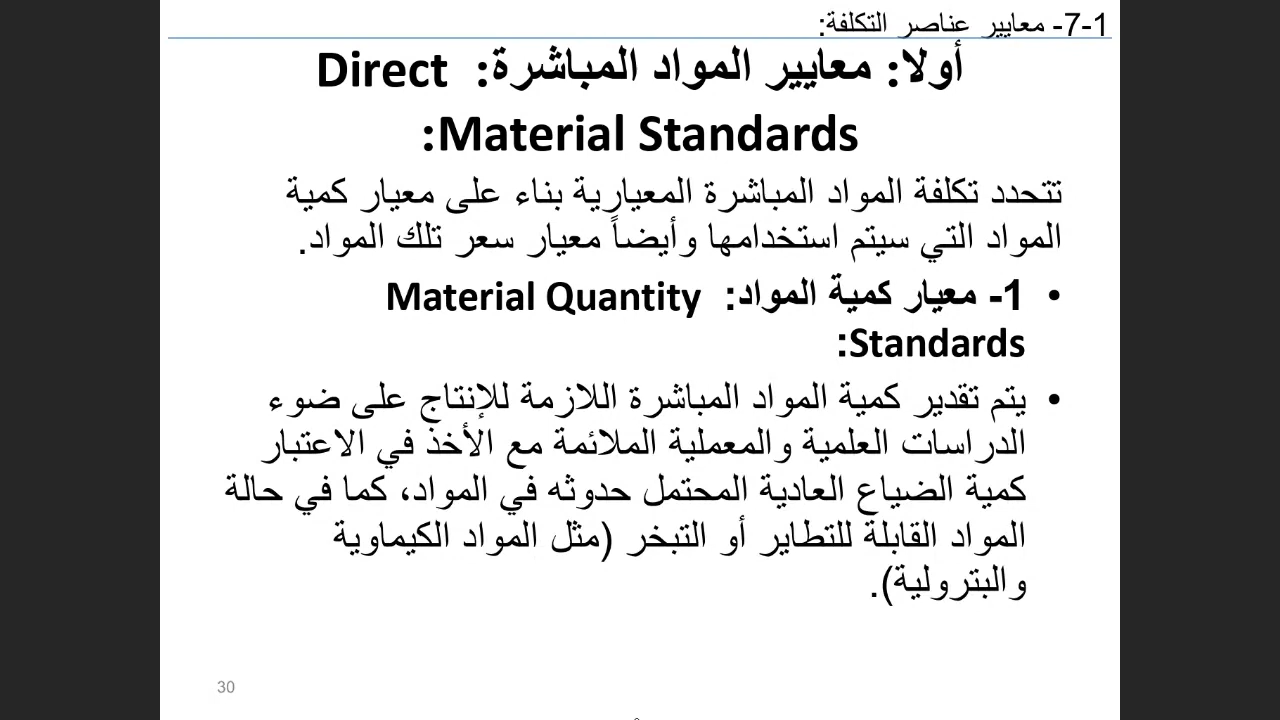 7-1- معايير عناصر التكلفة:
أولا: معايير المواد المباشرة: Direct
Material Standards:
تتحدد تكلفة المواد المباشرة المعيارية بناء على معيار كمية
المواد التي سيتم استخدامها وأيضاً معيار سعر تلك المواد.
• 1- معيار كمية المواد: Material Quantity
Standards:
• يتم تقدير كمية المواد المباشرة اللازمة للإنتاج على ضوء
الدراسات العلمية والمعملية الملائمة مع الأخذ في الاعتبار
كمية الضياع العادية المحتمل حدوثه في المواد، كما في حالة
المواد القابلة للتطاير أو التبخر (مثل المواد الكيماوية
والبترولية).
30